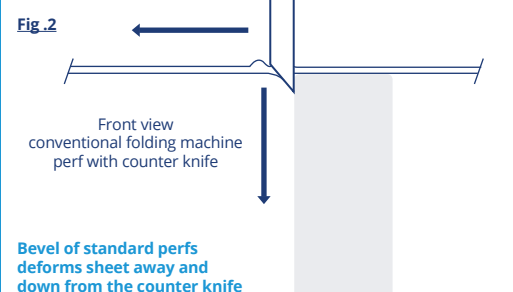 Fig .2
Front view
conventional folding machine
perf with counter knife
Bevel of standard perfs
deforms sheet away and
down from the counter knife